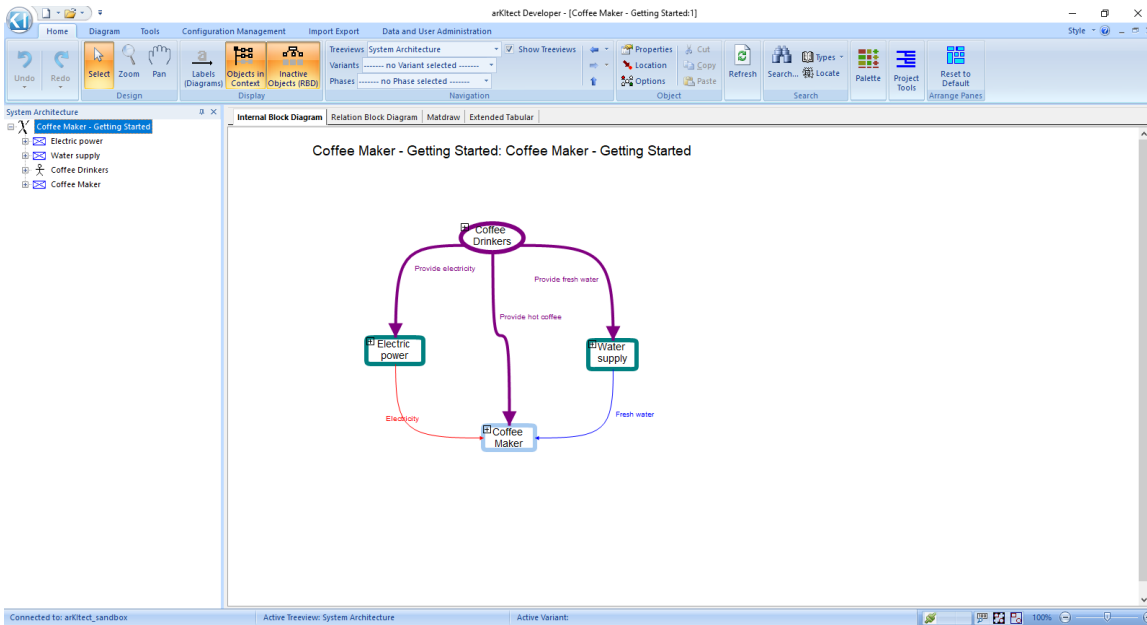 arKItect Developer - [Coffee Maker - Getting Started:1]
KI
Home Diagram Tools Configuration Management Import Export Data and User Administration Style
Undo Redo Select Zoom Pan Labels (Diagrams) Objects in Context Inactive Objects (RBD)
Treeviews System Architecture Show Treeviews
Variants ------- no Variant selected -------
Phases ------- no Phase selected -------
Properties Cut
Location Copy
Options Paste
Refresh Search... Types Locate Palette Project Tools Reset to Default
Design Display Navigation Object Search Arrange Panes
System Architecture
Coffee Maker - Getting Started
Electric power
Water supply
Coffee Drinkers
Coffee Maker
Internal Block Diagram Relation Block Diagram Matdraw Extended Tabular
Coffee Maker - Getting Started: Coffee Maker - Getting Started
Coffee
Drinkers
Provide electricity
Provide fresh water
Provide hot coffee
Electric
power
Water
supply
Electricity
Fresh water
Coffee
Maker
Connected to: arKItect_sandbox Active Treeview: System Architecture Active Variant: 100%